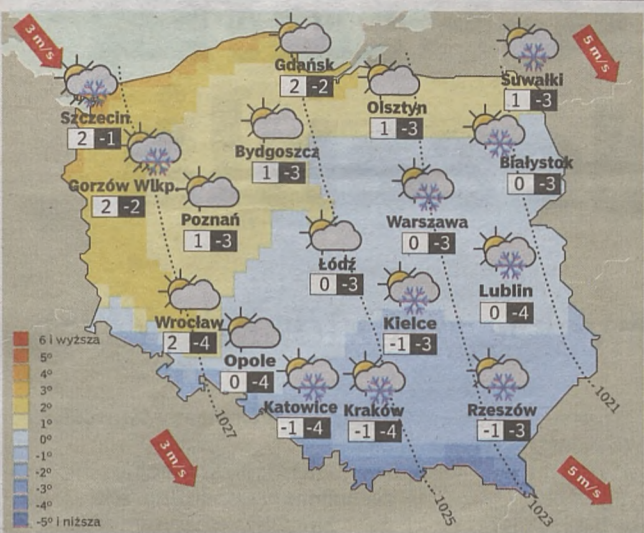 3 m/s
5 m/s
Gdańsk
2 -2
Suwałki
1 -3
Szczecin
2 -1
Olsztyn
1 -3
Bydgoszcz
1 -3
Białystok
0 -3
Gorzów Wlkp.
2 -2
Poznań
1 -3
Warszawa
0 -3
Łódź
0 -3
Lublin
0 -4
Wrocław
2 -4
Kielce
-1 -3
Opole
0 -4
Katowice
-1 -4
Kraków
-1 -4
Rzeszów
-1 -3
6 i wyższa
5°
4°
3°
2°
1°
0°
-1°
-2°
-3°
-4°
-5° i niższa
1027
1025
1023
1021
3 m/s
5 m/s